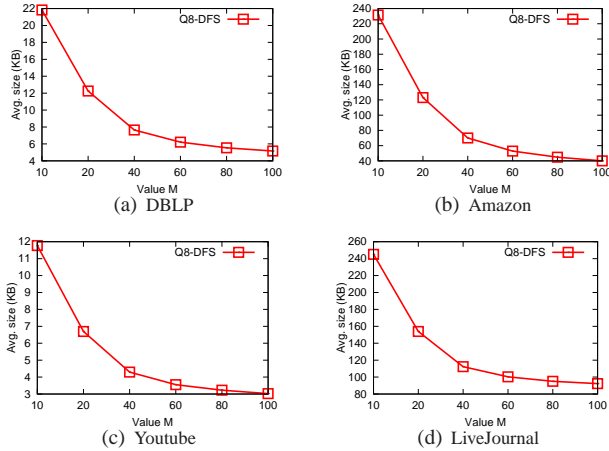 22
20
18
16
14
12
10
8
6
4
Avg. size (KB)
Q8-DFS
10 20 40 60 80 100
Value M
(a) DBLP
240
220
200
180
160
140
120
100
80
60
40
Avg. size (KB)
Q8-DFS
10 20 40 60 80 100
Value M
(b) Amazon
12
11
10
9
8
7
6
5
4
3
Avg. size (KB)
Q8-DFS
10 20 40 60 80 100
Value M
(c) Youtube
260
240
220
200
180
160
140
120
100
80
Avg. size (KB)
Q8-DFS
10 20 40 60 80 100
Value M
(d) LiveJournal